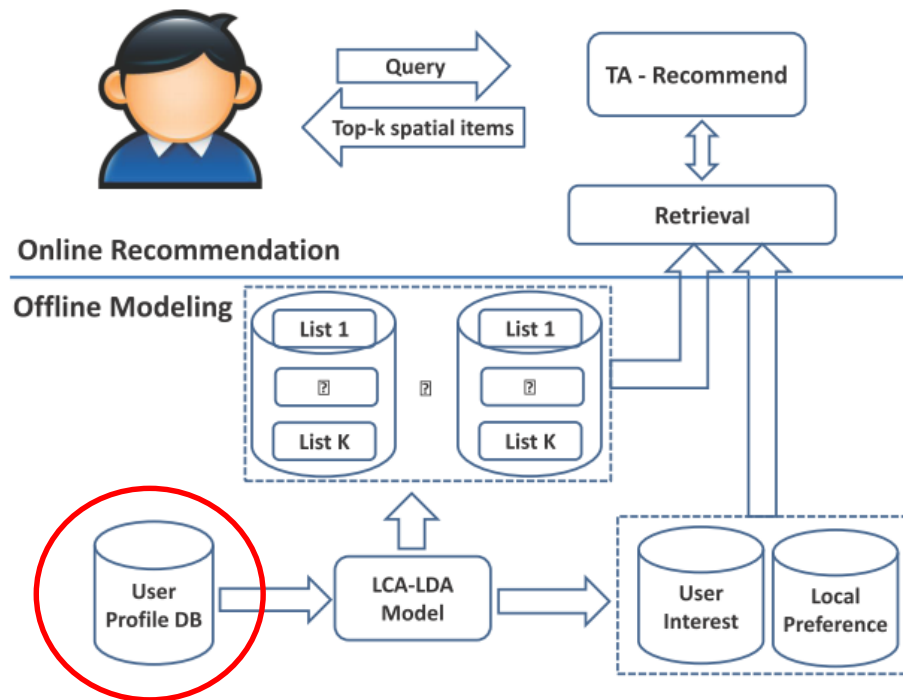 Query
TA - Recommend
Top-k spatial items
Retrieval
Online Recommendation
Offline Modeling
List 1
List 1
List K
List K
User
Profile DB
LCA-LDA
Model
User
Interest
Local
Preference